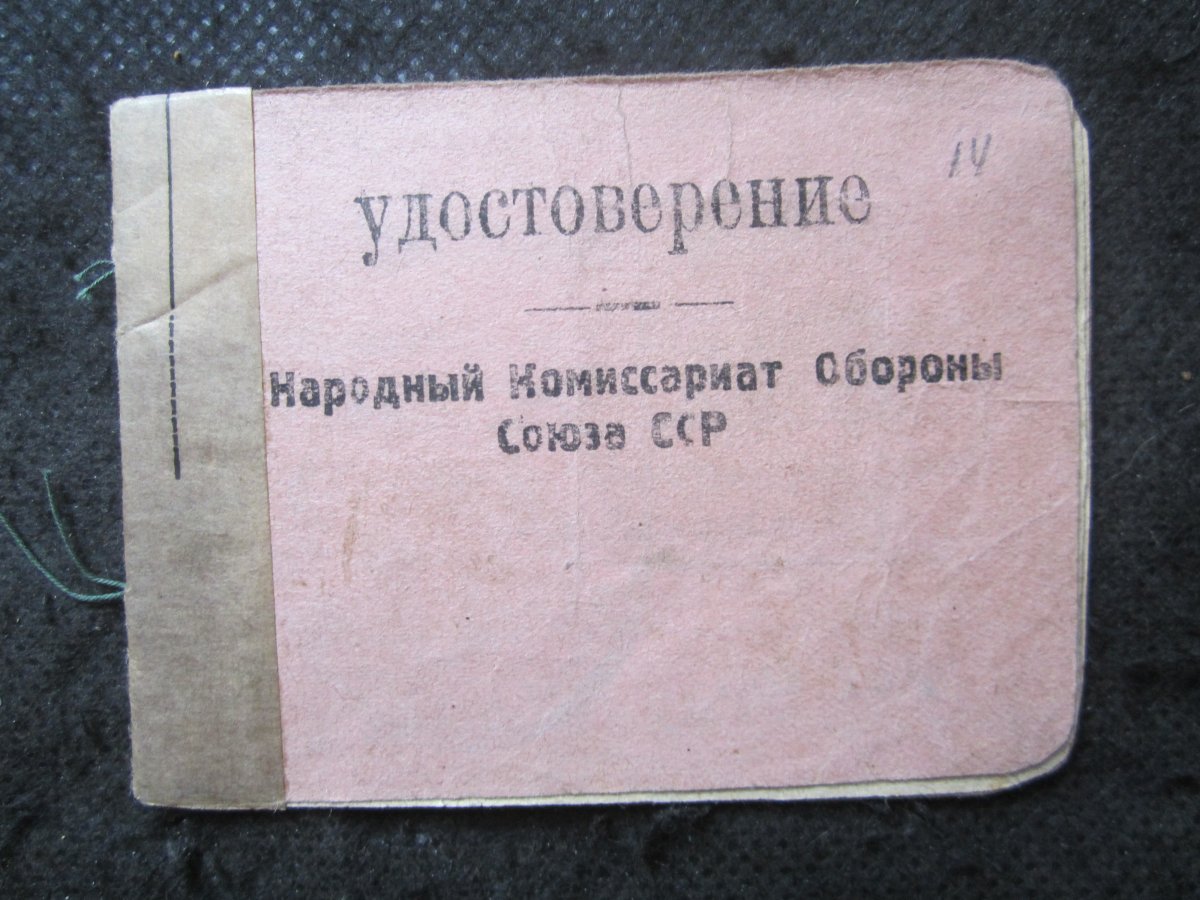 14
удостоверение
Народный Комиссариат Обороны
Союза ССР